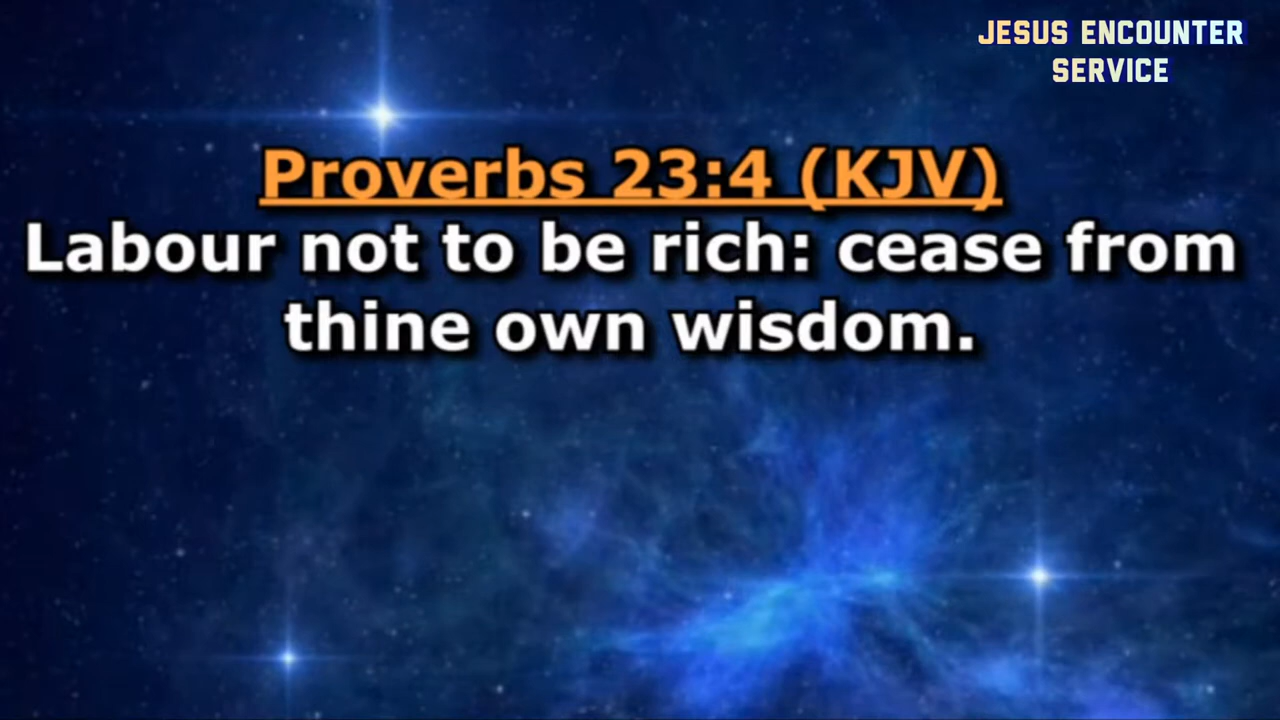 JESUS ENCOUNTER
SERVICE
Proverbs 23:4 (KJV)
Labour not to be rich: cease from
thine own wisdom.